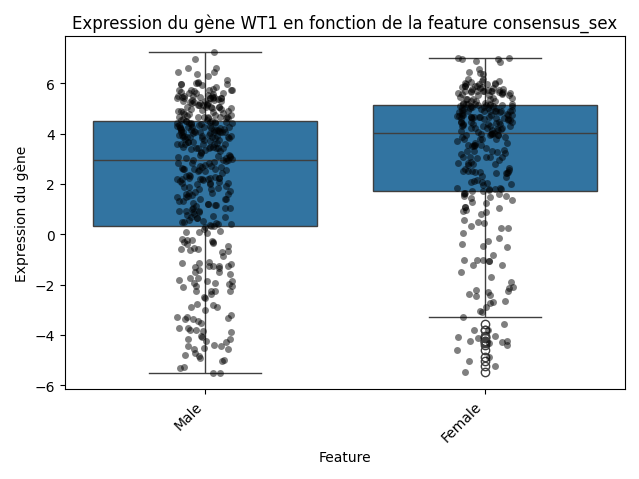 Expression du gène WT1 en fonction de la feature consensus_sex
Expression du gène
6
4
2
0
−2
−4
−6
Male
Female
Feature